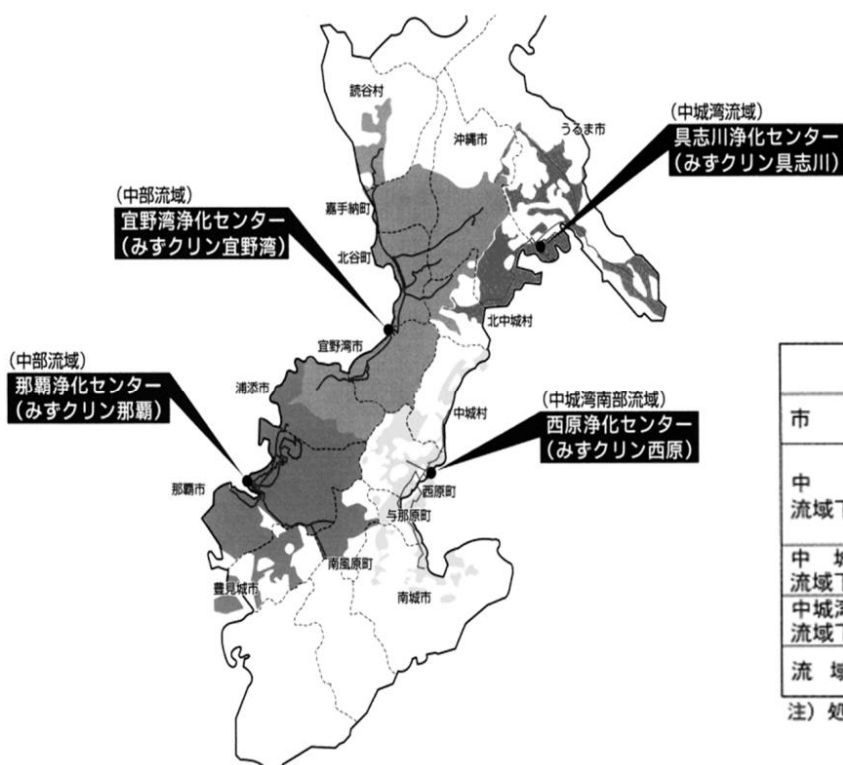 読谷村
沖縄市
うるま市
(中城湾流域)
具志川浄化センター
(みずクリン具志川)
(中部流域)
宜野湾浄化センター
(みずクリン宜野湾)
嘉手納町
北谷町
北中城村
宜野湾市
(中部流域)
那覇浄化センター
(みずクリン那覇)
浦添市
中城村
(中城湾南部流域)
西原浄化センター
(みずクリン西原)
那覇市
西原町
与那原町
南風原町
豊見城市
南城市
市
中
流域下
中 城
流域下
中城湾
流域下
流 域
注) 処